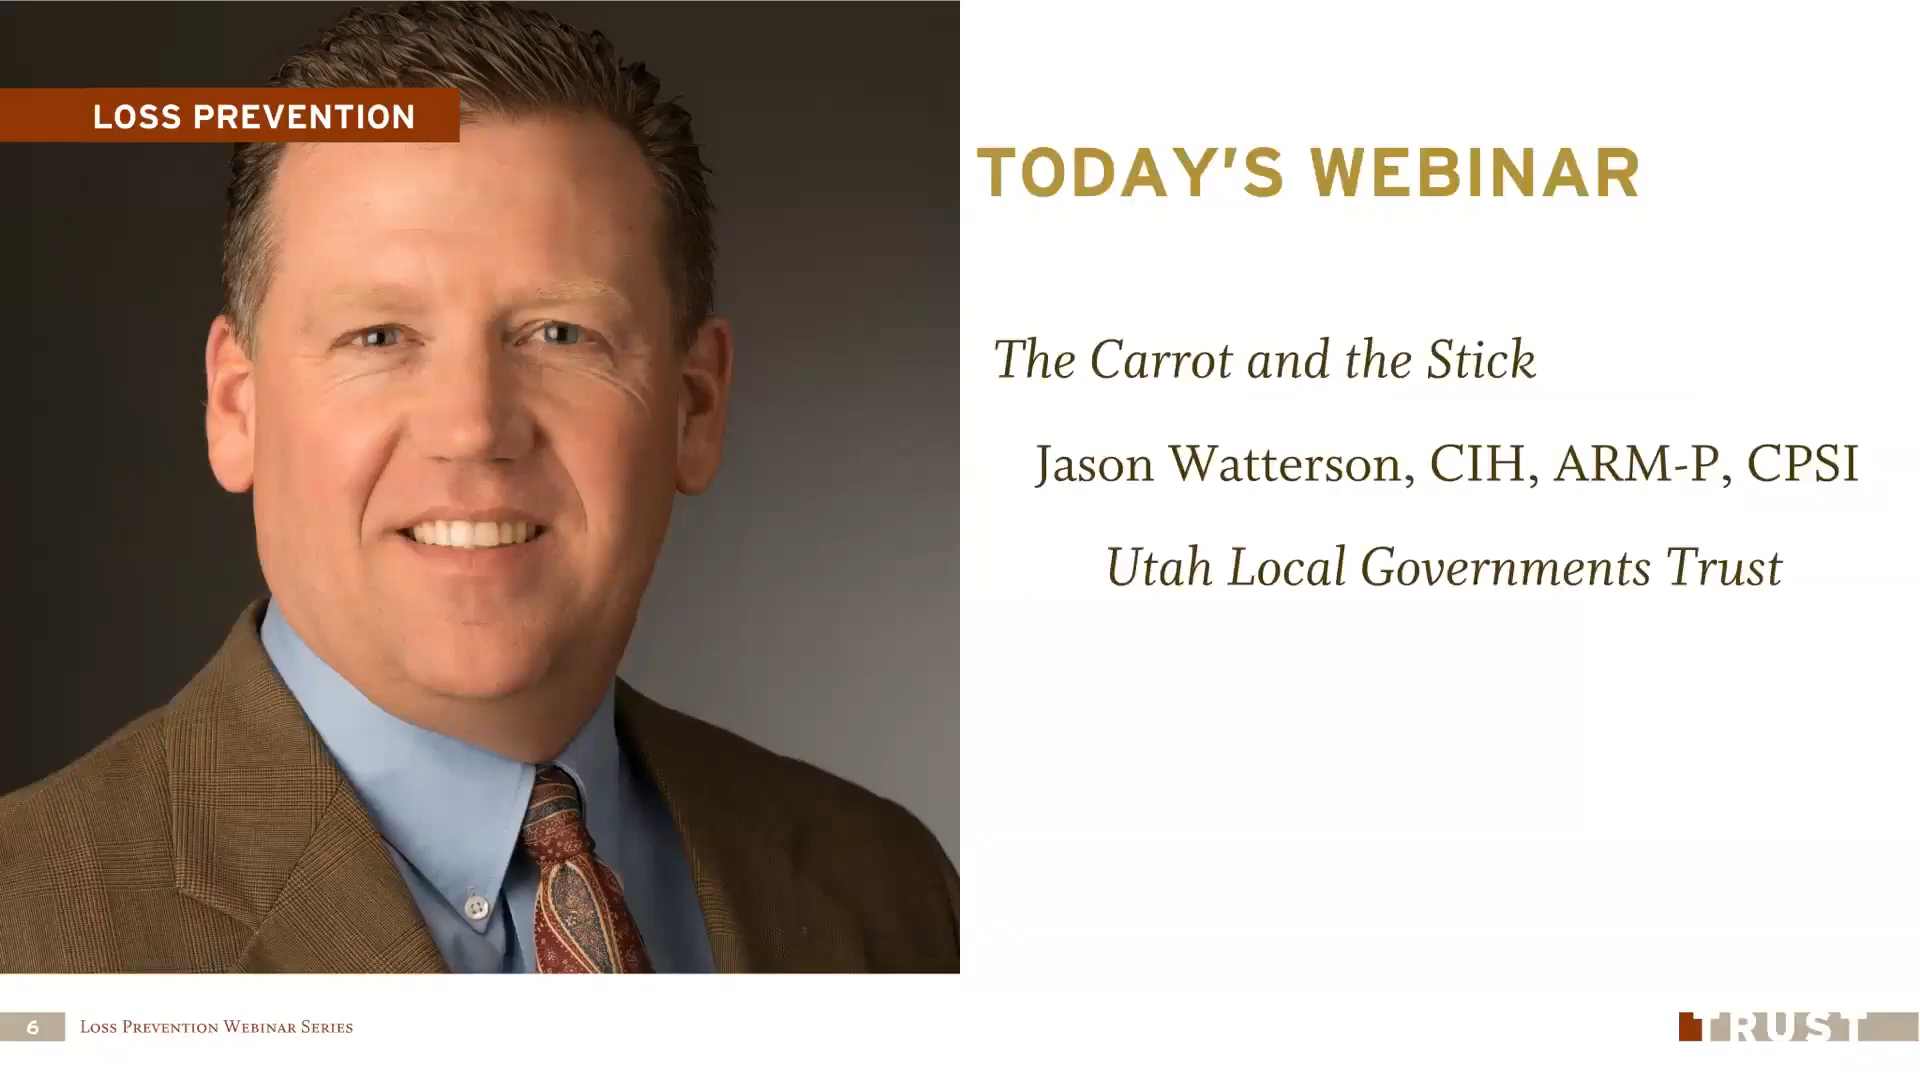 LOSS PREVENTION
TODAY'S WEBINAR
The Carrot and the Stick
Jason Watterson, CIH, ARM-P, CPSI
Utah Local Governments Trust
6
Loss Prevention Webinar Series
TRUST